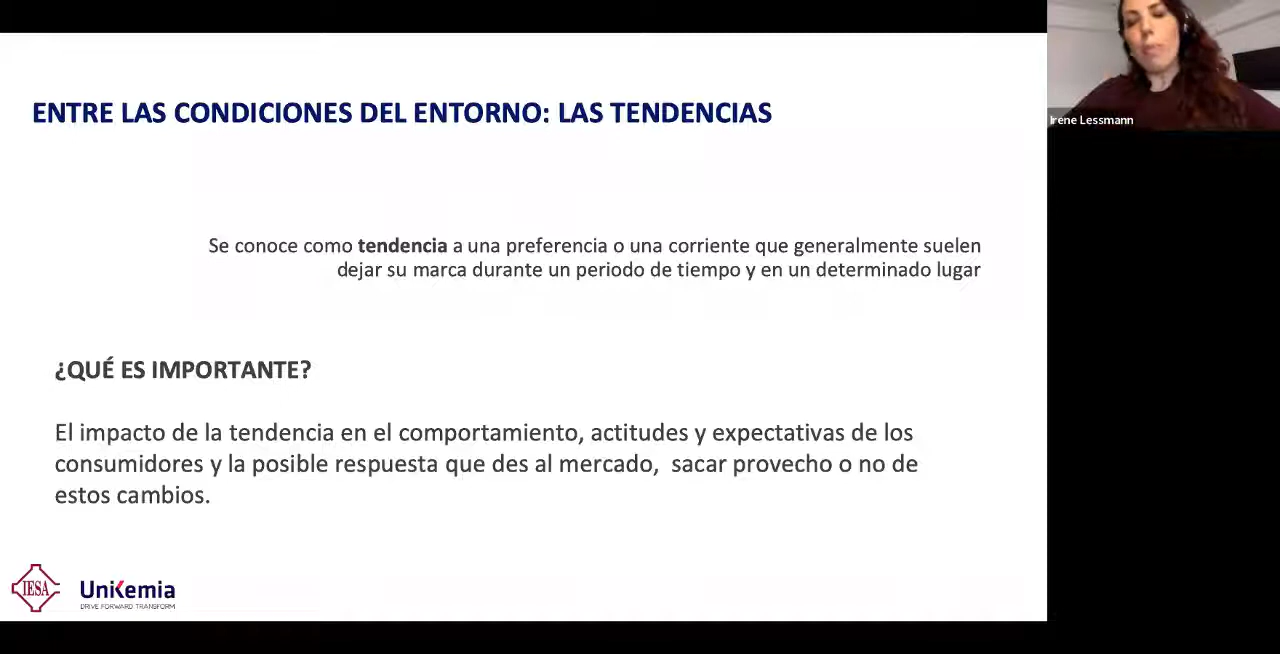 ENTRE LAS CONDICIONES DEL ENTORNO: LAS TENDENCIAS
Irene Lessmann
Se conoce como tendencia a una preferencia o una corriente que generalmente suelen
dejar su marca durante un periodo de tiempo y en un determinado lugar
¿QUÉ ES IMPORTANTE?
El impacto de la tendencia en el comportamiento, actitudes y expectativas de los
consumidores y la posible respuesta que des al mercado, sacar provecho o no de
estos cambios.
IESA
UniKemia
DRIVE FORWARD TRANSFORM